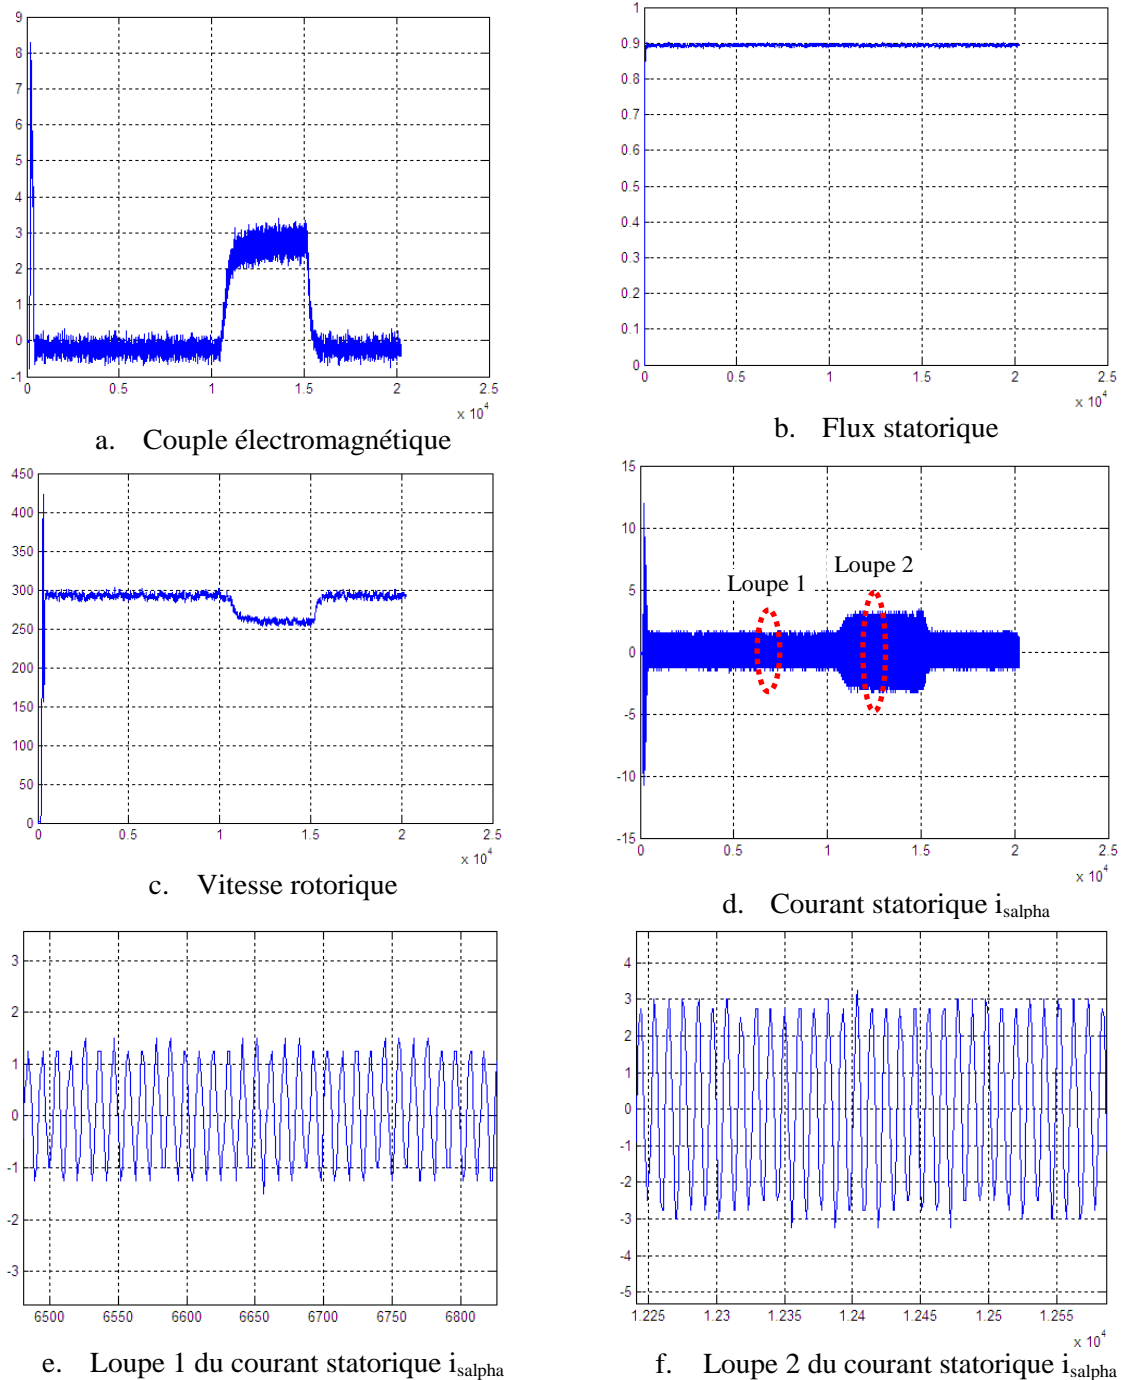 9
8
7
6
5
4
3
2
1
0
-1
0 0.5 1 1.5 2 2.5
x 10⁴
a. Couple électromagnétique
1
0.9
0.8
0.7
0.6
0.5
0.4
0.3
0.2
0.1
0
0 0.5 1 1.5 2 2.5
x 10⁴
b. Flux statorique
450
400
350
300
250
200
150
100
50
0
0 0.5 1 1.5 2 2.5
x 10⁴
c. Vitesse rotorique
15
10
5
0
-5
-10
-15
Loupe 1
Loupe 2
0 0.5 1 1.5 2 2.5
x 10⁴
d. Courant statorique isalpha
3
2
1
0
-1
-2
-3
6500 6550 6600 6650 6700 6750 6800
e. Loupe 1 du courant statorique isalpha
4
3
2
1
0
-1
-2
-3
-4
-5
1.225 1.23 1.235 1.24 1.245 1.25 1.255
x 10⁴
f. Loupe 2 du courant statorique isalpha